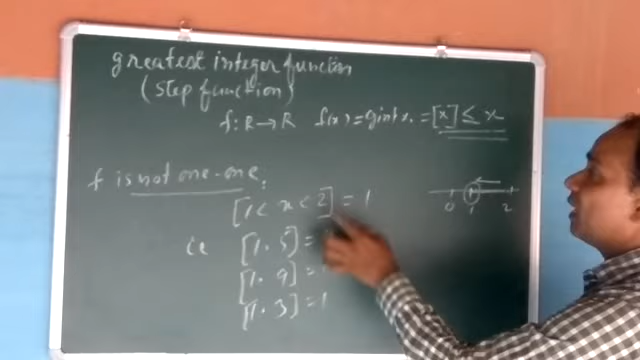 greatest integer function
(step function)
f: R→R f(x)=gint x. = [x] ≤ x
f is not one-one:
[1 < x < 2] = 1
ie [1.5] =
0 1 2
[1.9] =
[1.3] = 1